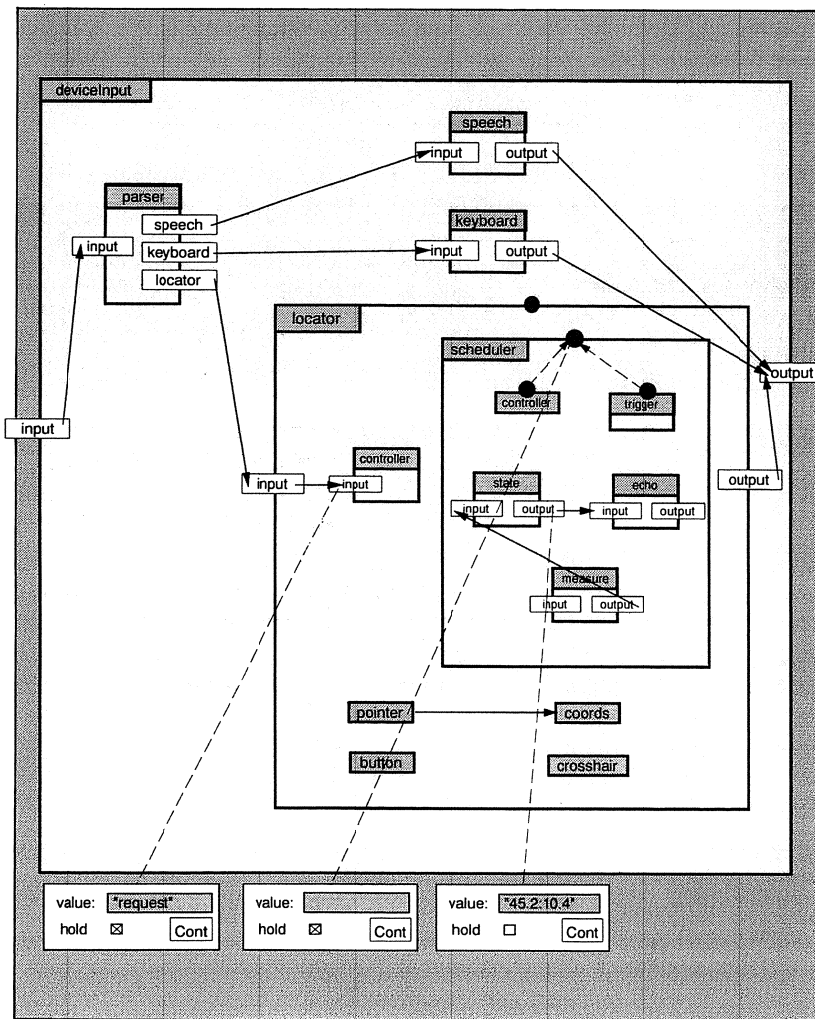 deviceInput
speech
input
output
parser
speech
input
keyboard
locator
keyboard
input
output
locator
scheduler
output
controller
trigger
input
controller
input
input
state
input
output
echo
input
output
output
measure
input
output
pointer
coords
button
crosshair
value: "request"
hold
Cont
value:
hold
Cont
value: "45.2:10.4"
hold
Cont